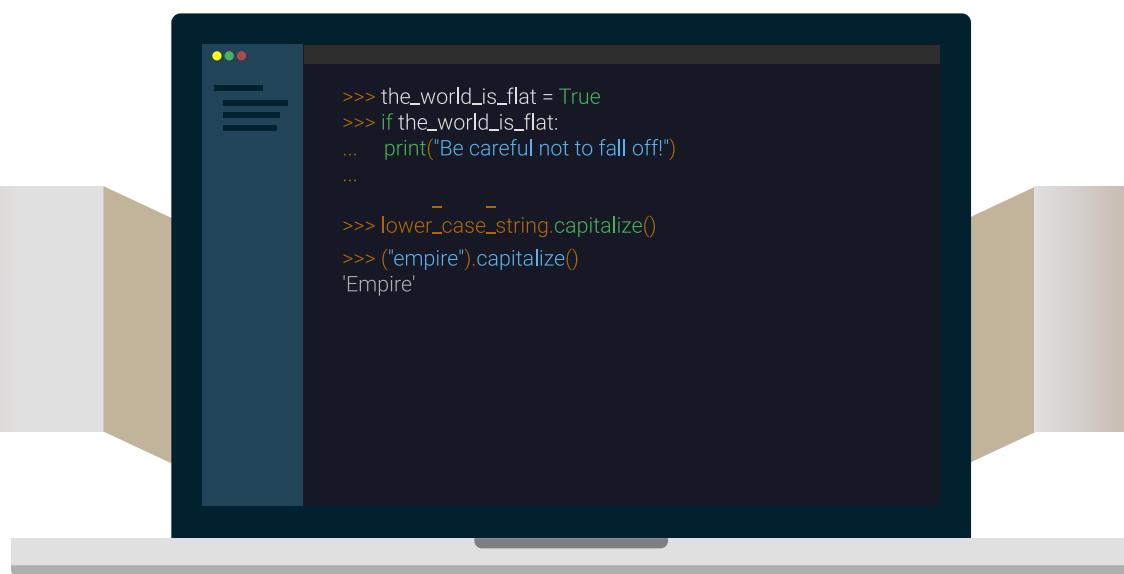 >>> the_world_is_flat = True
>>> if the_world_is_flat:
...     print("Be careful not to fall off!")
...
>>> lower_case_string.capitalize()
>>> ("empire").capitalize()
'Empire'